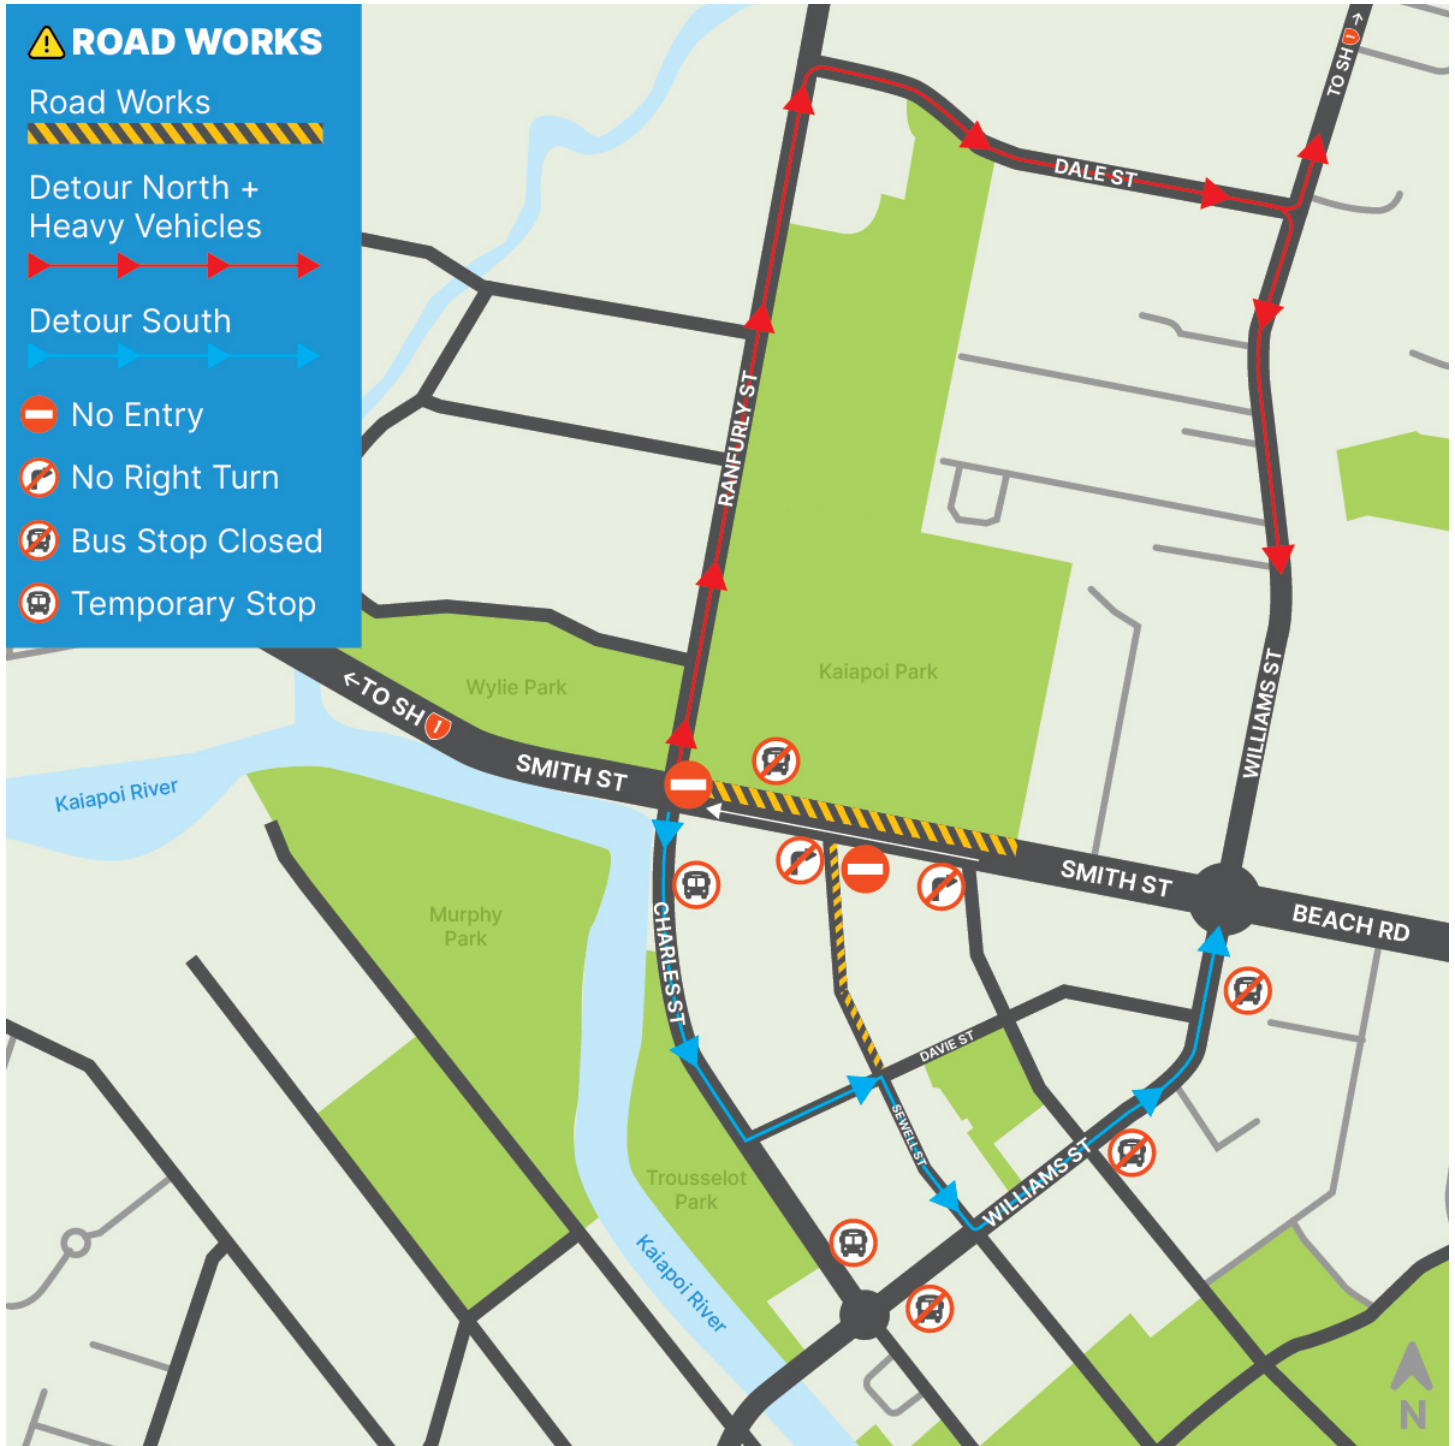 ROAD WORKS
Road Works
Detour North +
Heavy Vehicles
Detour South
No Entry
No Right Turn
Bus Stop Closed
Temporary Stop
TO SH 1
DALE ST
RANFURLY ST
Wylie Park
Kaiapoi Park
←TO SH 1
SMITH ST
WILLIAMS ST
Kaiapoi River
SMITH ST
BEACH RD
Murphy
Park
CHARLES ST
DAVIE ST
SEWELL ST
WILLIAMS ST
Trousselot
Park
Kaiapoi River
N